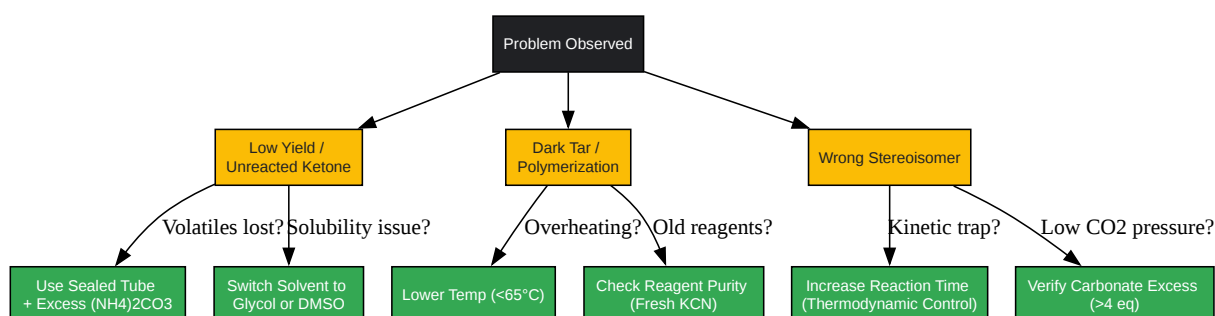 Problem Observed
Low Yield /
Unreacted Ketone
Dark Tar /
Polymerization
Wrong Stereoisomer
Volatiles lost?
Solubility issue?
Overheating?
Old reagents?
Kinetic trap?
Low CO2 pressure?
Use Sealed Tube
+ Excess (NH4)2CO3
Switch Solvent to
Glycol or DMSO
Lower Temp (<65°C)
Check Reagent Purity
(Fresh KCN)
Increase Reaction Time
(Thermodynamic Control)
Verify Carbonate Excess
(>4 eq)